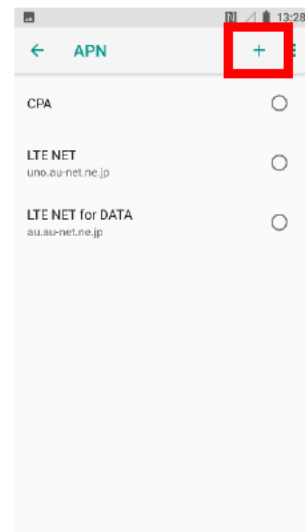 13:28
APN
CPA
LTE NET
uno.au-net.ne.jp
LTE NET for DATA
au.au-net.ne.jp